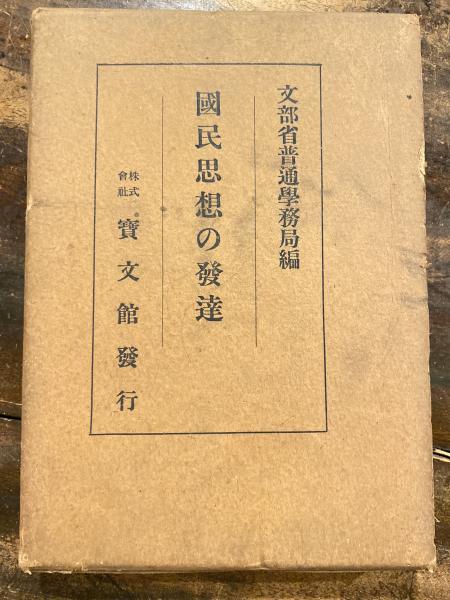 文部省普通學務局編
國民思想の發達
株式會社 寶文館發行